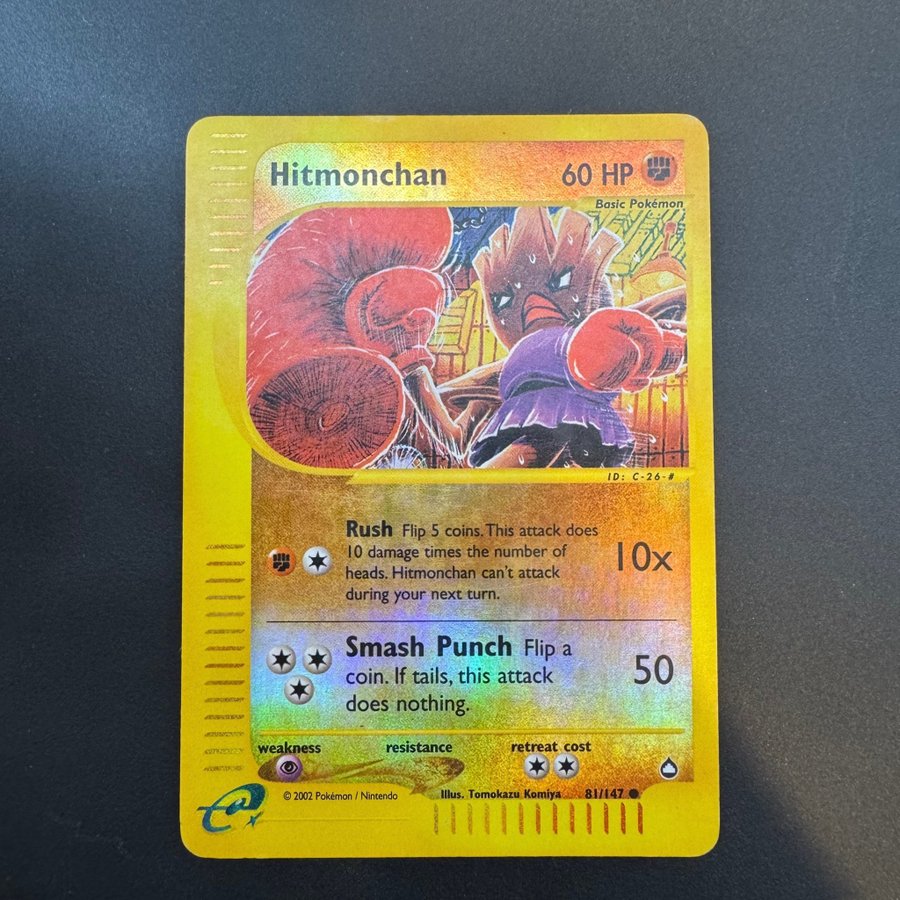 Hitmonchan 60 HP
Basic Pokémon
ID: C-26-#
Rush Flip 5 coins. This attack does
10 damage times the number of
heads. Hitmonchan can't attack
during your next turn.
10x
Smash Punch Flip a
coin. If tails, this attack
does nothing.
50
weakness resistance retreat cost
© 2002 Pokémon / Nintendo Illus. Tomokazu Komiya 81/147
e